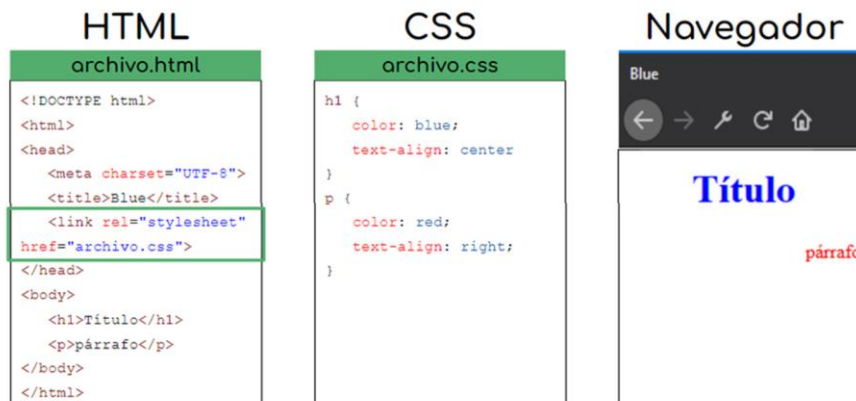 HTML
archivo.html
<!DOCTYPE html>
<html>
<head>
<meta charset="UTF-8">
<title>Blue</title>
<link rel="stylesheet"
href="archivo.css">
</head>
<body>
<h1>Título</h1>
<p>párrafo</p>
</body>
</html>
CSS
archivo.css
h1 {
color: blue;
text-align: center
}
p {
color: red;
text-align: right;
}
Navegador
Blue
Título
párrafo